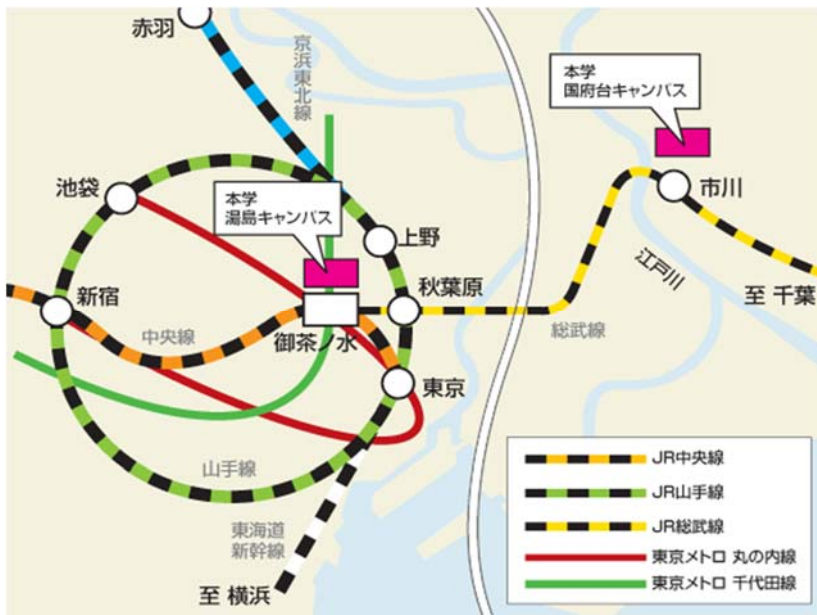 赤羽
京浜東北線
本学
国府台キャンパス
池袋
本学
湯島キャンパス
上野
市川
新宿
秋葉原
江戸川
至 千葉
中央線
御茶ノ水
総武線
東京
山手線
東海道
新幹線
至 横浜
JR中央線
JR山手線
JR総武線
東京メトロ 丸の内線
東京メトロ 千代田線